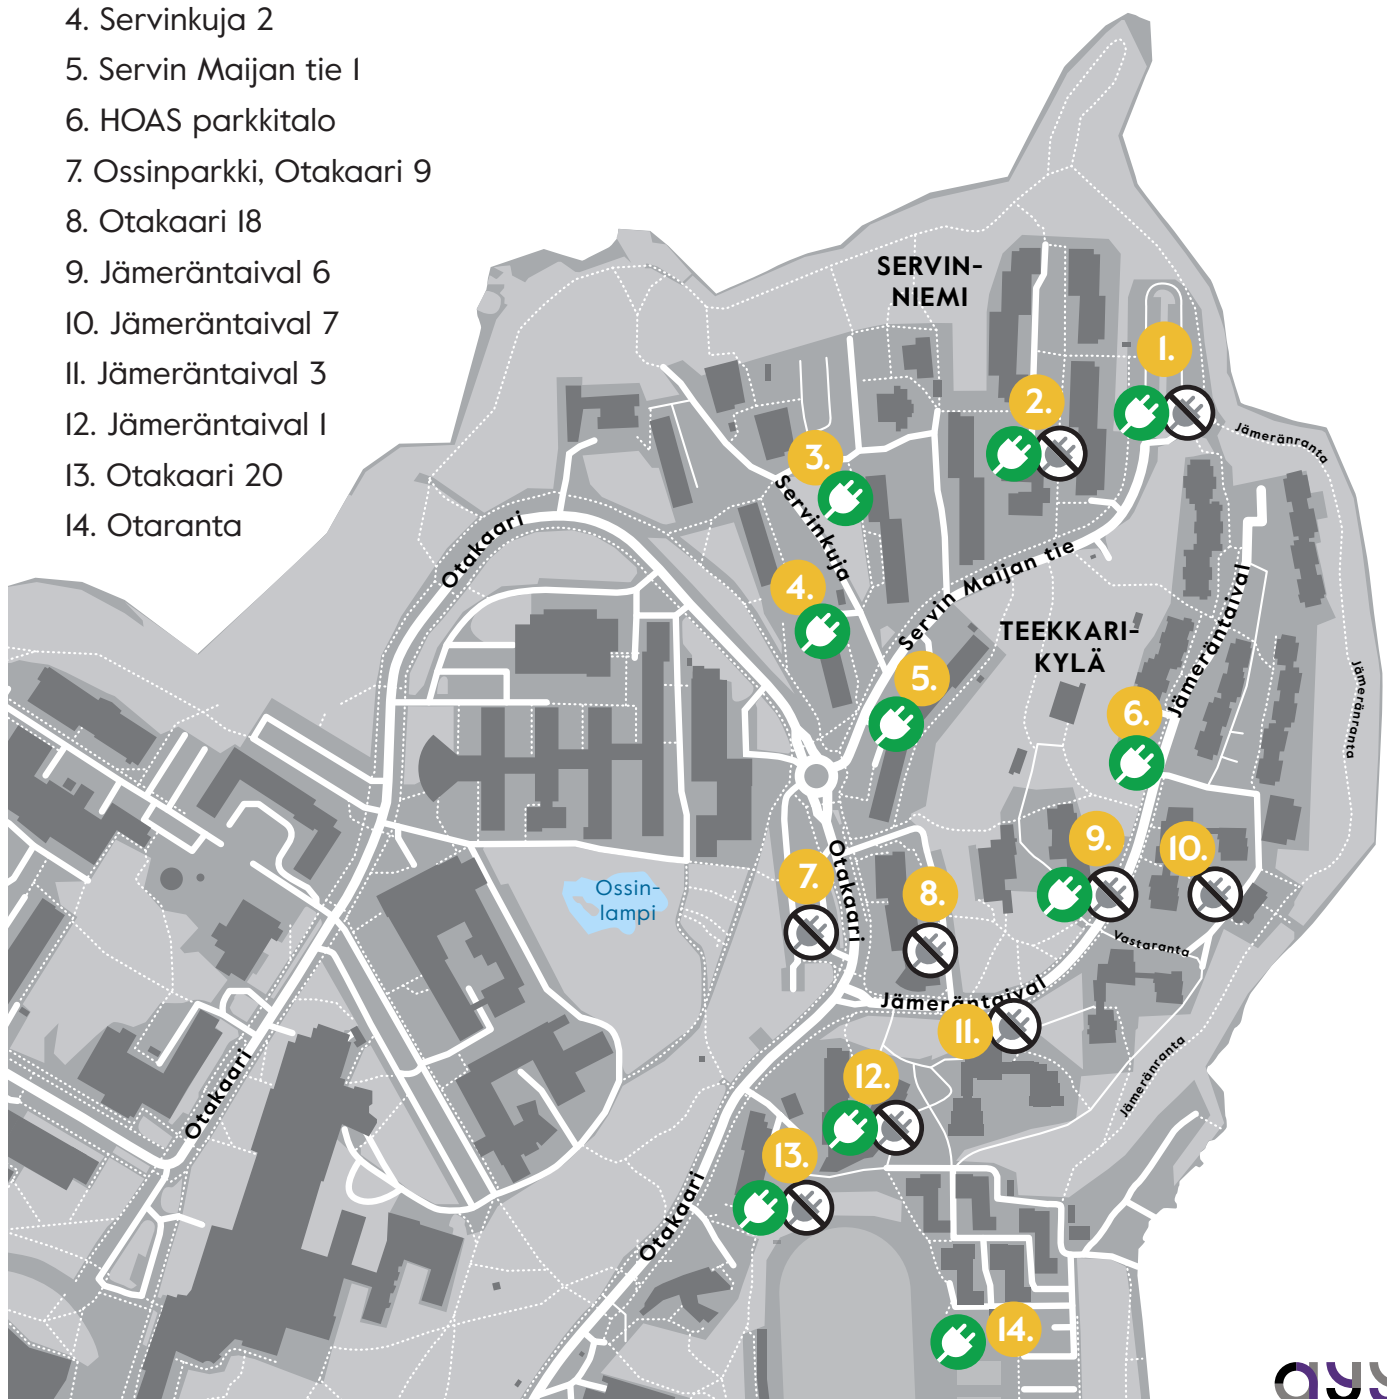 4. Servinkuja 2
5. Servin Maijan tie 1
6. HOAS parkkitalo
7. Ossinparkki, Otakaari 9
8. Otakaari 18
9. Jämeräntaival 6
10. Jämeräntaival 7
11. Jämeräntaival 3
12. Jämeräntaival 1
13. Otakaari 20
14. Otaranta
SERVIN-
NIEMI
1.
2.
Jämeränranta
3.
Servinkuja
Otakaari
Servin Maijan tie
4.
TEEKKARI-
KYLÄ
Jämeräntaival
5.
6.
Jämeränranta
Otakaari
7.
8.
9.
10.
Ossin-
lampi
Vastaranta
Jämeräntaival
11.
Otakaari
12.
Jämeränranta
13.
Otakaari
14.